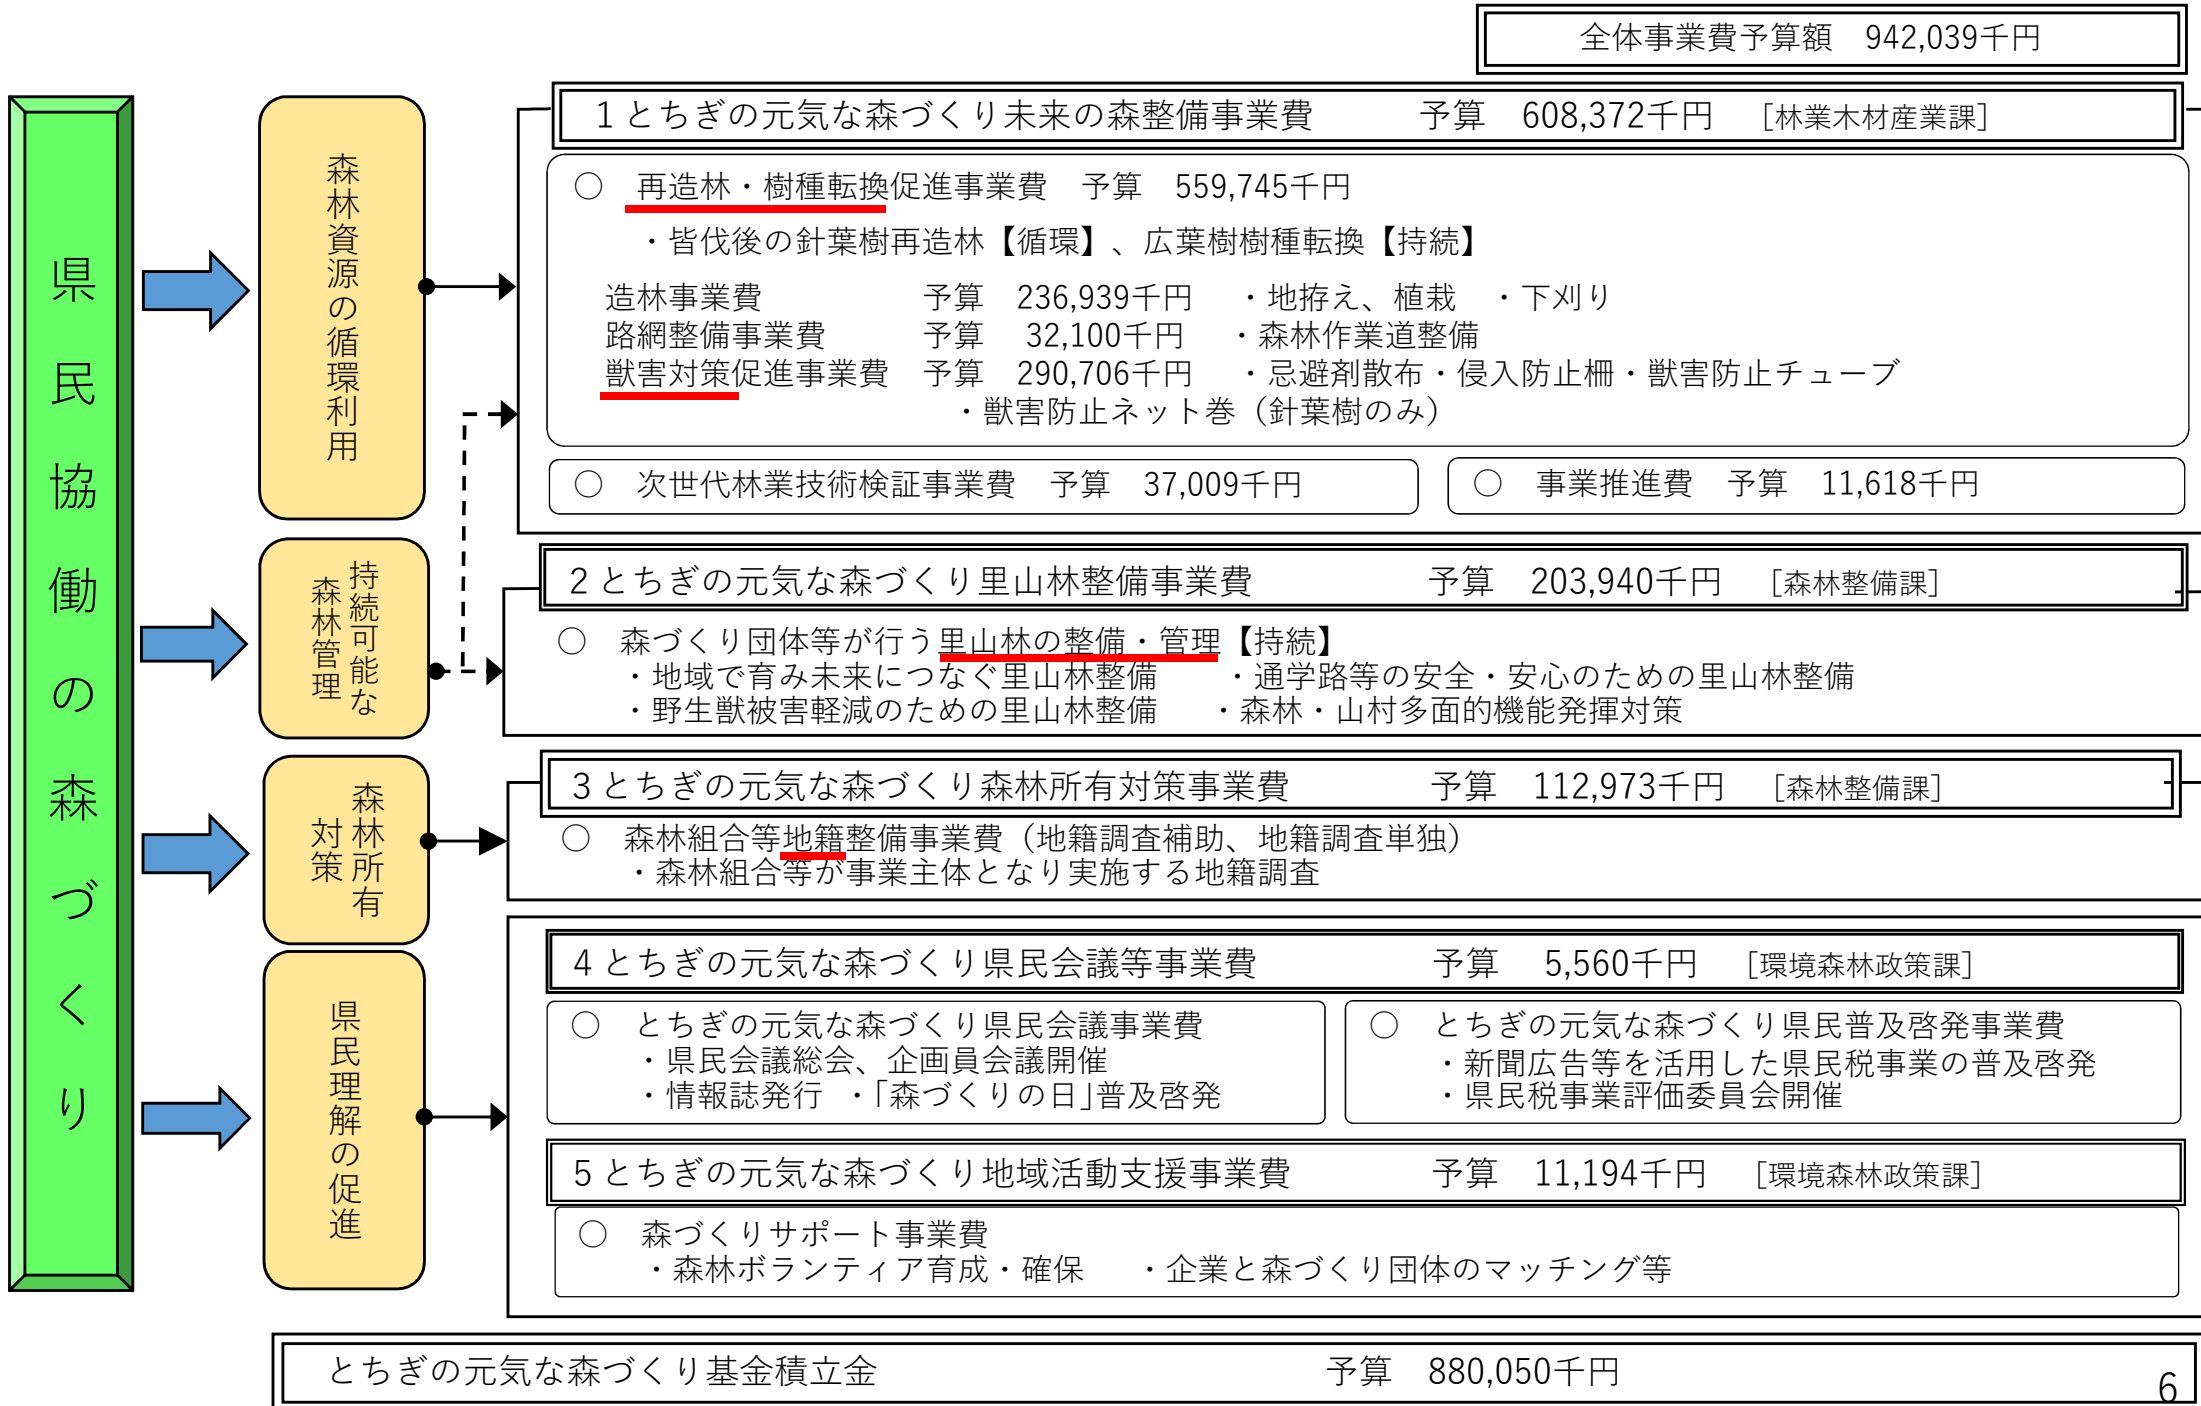 全体事業費予算額　942,039千円
県民協働の森づくり
森林資源の循環利用
1とちぎの元気な森づくり未来の森整備事業費　予算　608,372千円　[林業木材産業課]
○　再造林・樹種転換促進事業費　予算　559,745千円
・皆伐後の針葉樹再造林【循環】、広葉樹樹種転換【持続】
造林事業費　予算　236,939千円　・地拵え、植栽　・下刈り
路網整備事業費　予算　32,100千円　・森林作業道整備
獣害対策促進事業費　予算　290,706千円　・忌避剤散布・侵入防止柵・獣害防止チューブ
・獣害防止ネット巻（針葉樹のみ）
○　次世代林業技術検証事業費　予算　37,009千円
○　事業推進費　予算　11,618千円
持続可能な
森林管理
2とちぎの元気な森づくり里山林整備事業費　予算　203,940千円　[森林整備課]
○　森づくり団体等が行う里山林の整備・管理【持続】
・地域で育み未来につなぐ里山林整備　・通学路等の安全・安心のための里山林整備
・野生獣被害軽減のための里山林整備　・森林・山村多面的機能発揮対策
森林所有
対策
3とちぎの元気な森づくり森林所有対策事業費　予算　112,973千円　[森林整備課]
○　森林組合等地籍整備事業費（地籍調査補助、地籍調査単独）
・森林組合等が事業主体となり実施する地籍調査
県民理解の促進
4とちぎの元気な森づくり県民会議等事業費　予算　5,560千円　[環境森林政策課]
○　とちぎの元気な森づくり県民会議事業費
・県民会議総会、企画員会議開催
・情報誌発行　・「森づくりの日」普及啓発
○　とちぎの元気な森づくり県民普及啓発事業費
・新聞広告等を活用した県民税事業の普及啓発
・県民税事業評価委員会開催
5とちぎの元気な森づくり地域活動支援事業費　予算　11,194千円　[環境森林政策課]
○　森づくりサポート事業費
・森林ボランティア育成・確保　・企業と森づくり団体のマッチング等
とちぎの元気な森づくり基金積立金　予算　880,050千円
6